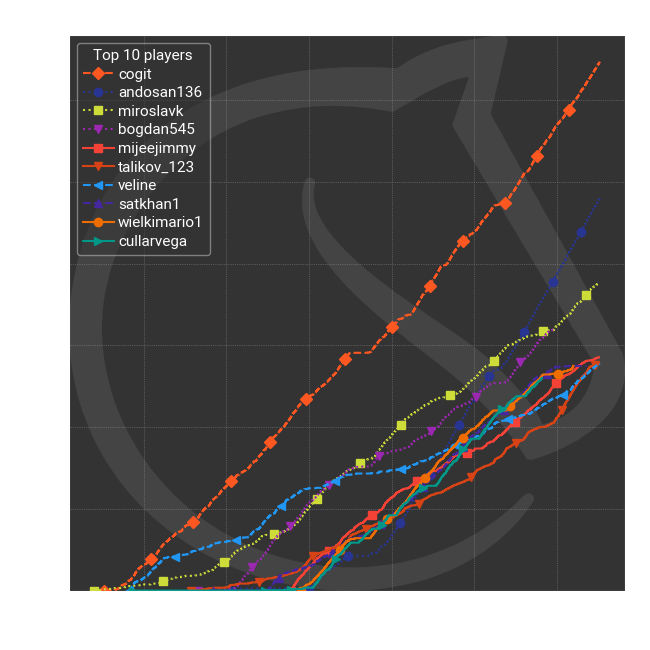 Top 10 players
cogit
andosan136
miroslavk
bogdan545
mijeejimmy
talikov_123
veline
satkhan1
wielkimario1
cullarvega